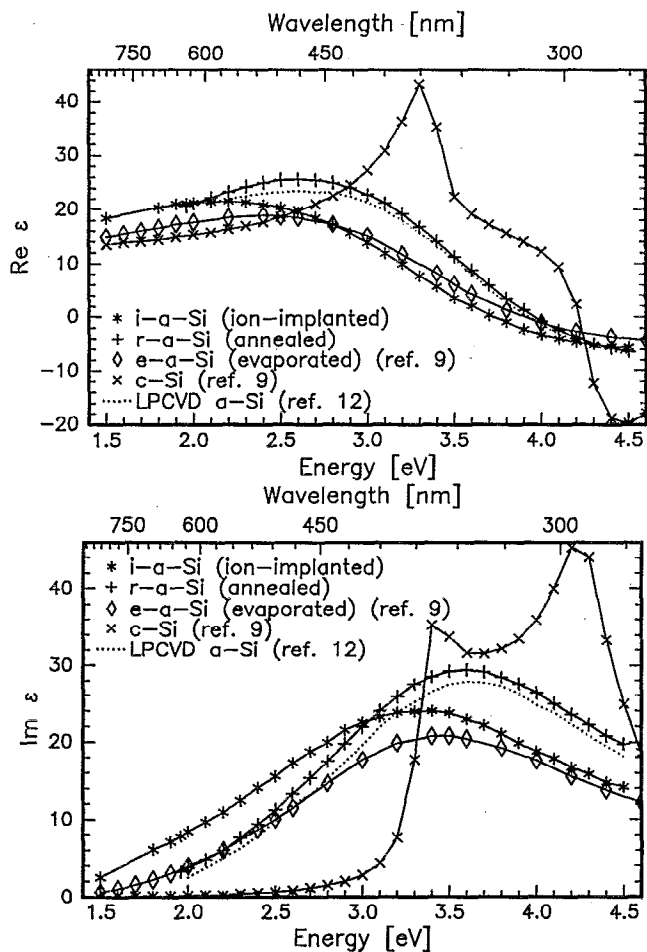 Wavelength [nm]
750 600 450 300
40
30
20
10
0
−10
−20
Re ε
* i−a−Si (ion−implanted)
+ r−a−Si (annealed)
◇ e−a−Si (evaporated) (ref. 9)
× c−Si (ref. 9)
LPCVD a−Si (ref. 12)
1.5 2.0 2.5 3.0 3.5 4.0 4.5
Energy [eV]
Wavelength [nm]
750 600 450 300
40
30
20
10
0
Im ε
* i−a−Si (ion−implanted)
+ r−a−Si (annealed)
◇ e−a−Si (evaporated) (ref. 9)
× c−Si (ref. 9)
LPCVD a−Si (ref. 12)
1.5 2.0 2.5 3.0 3.5 4.0 4.5
Energy [eV]